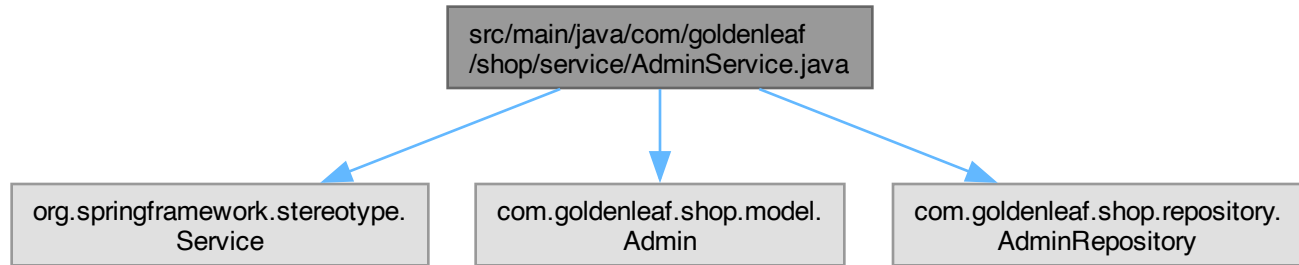 src/main/java/com/goldenleaf
/shop/service/AdminService.java
org.springframework.stereotype.
Service
com.goldenleaf.shop.model.
Admin
com.goldenleaf.shop.repository.
AdminRepository